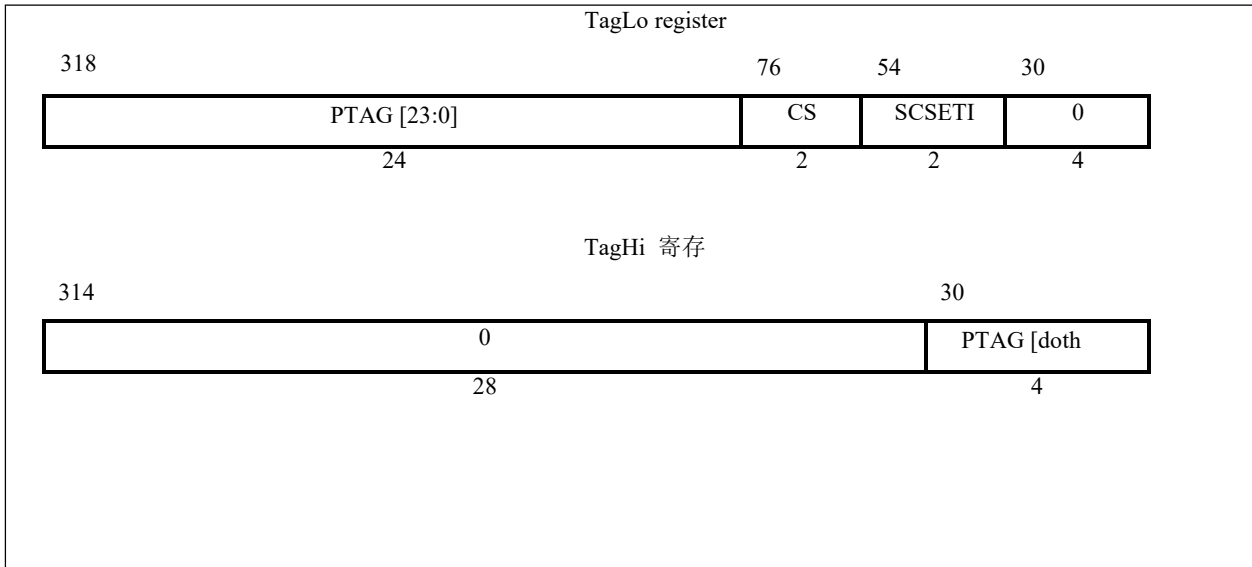 TagLo register
318 76 54 30
PTAG [23:0] CS SCSETI 0
24 2 2 4
TagHi 寄存
314 30
0 PTAG [doth
28 4